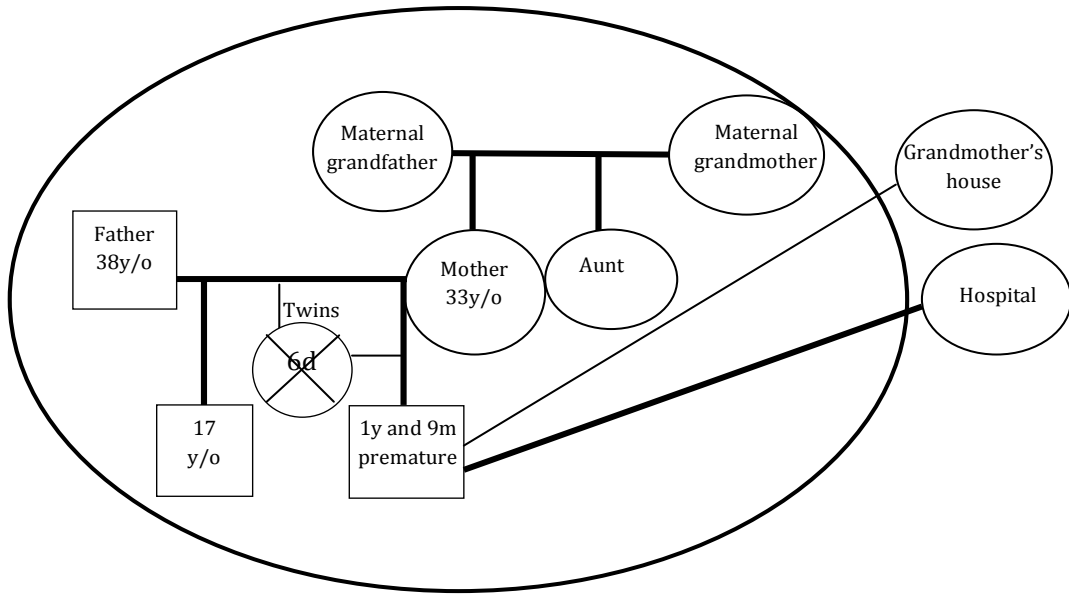 Maternal
grandfather
Maternal
grandmother
Grandmother’s
house
Father
38y/o
Mother
33y/o
Aunt
Hospital
Twins
6d
17
y/o
1y and 9m
premature